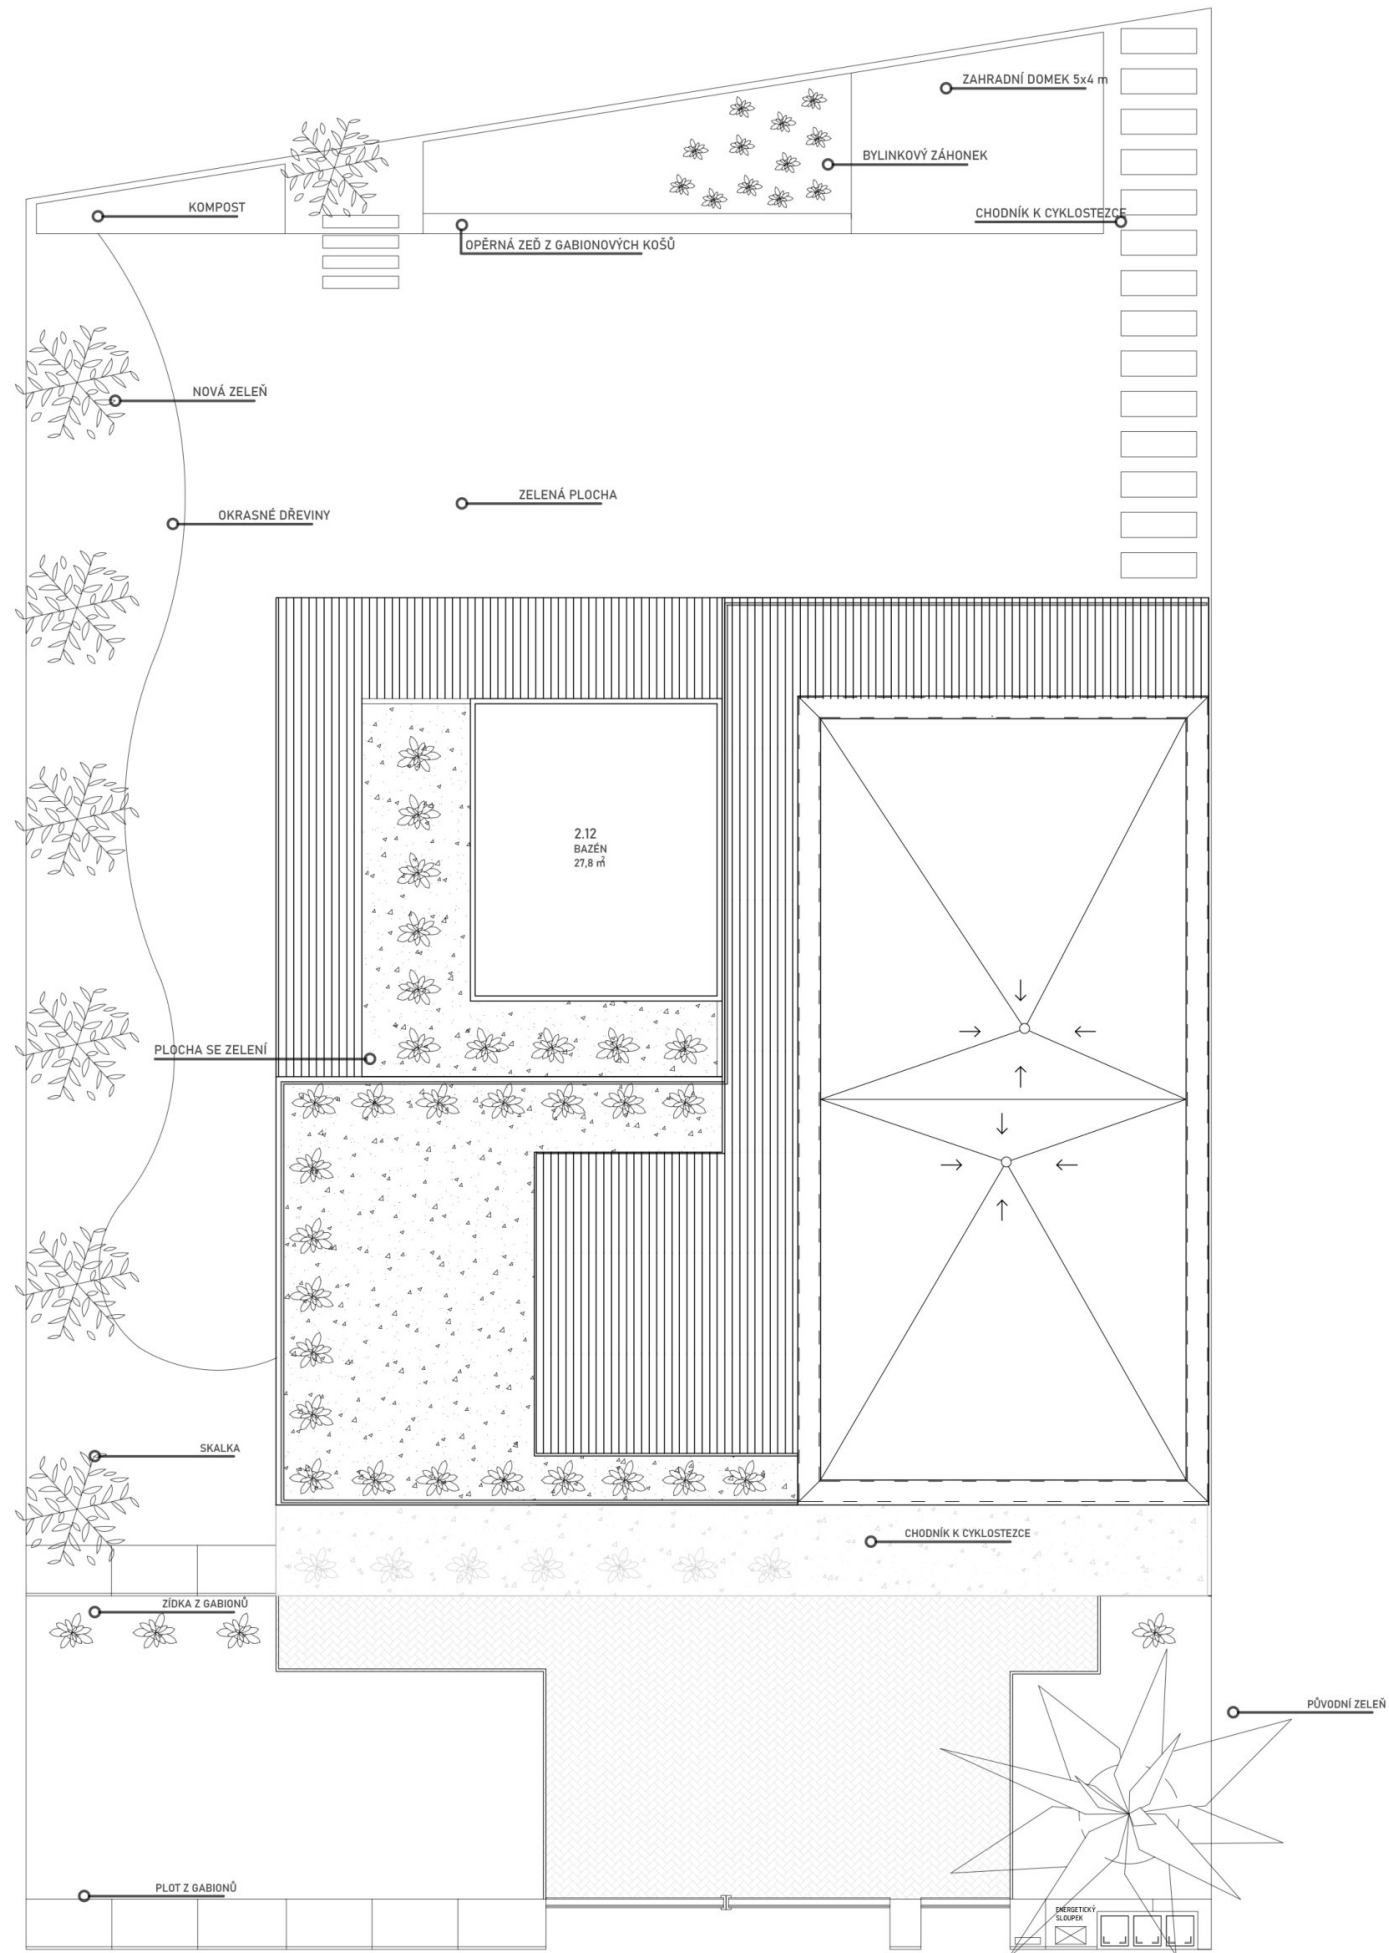 ZAHRADNÍ DOMEK 5x4 m
BYLINKOVÝ ZÁHONEK
KOMPOST
CHODNÍK K CYKLOSTEZCE
OPĚRNÁ ZEĎ Z GABIONOVÝCH KOŠŮ
NOVÁ ZELEŇ
ZELENÁ PLOCHA
OKRASNÉ DŘEVINY
2.12
BAZÉN
27,8 m²
PLOCHA SE ZELENÍ
SKALKA
CHODNÍK K CYKLOSTEZCE
ZÍDKA Z GABIONŮ
PŮVODNÍ ZELEŇ
PLOT Z GABIONŮ
ENERGETICKÝ
SLOUPEK